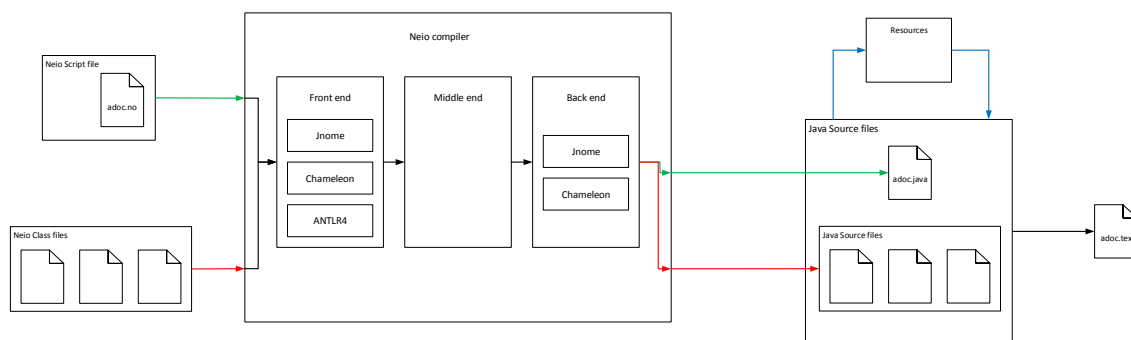 Neio compiler
Resources
Neio Script file
adoc.no
Front end
Middle end
Back end
Jnome
Chameleon
ANTLR4
Jnome
Chameleon
Java Source files
adoc.java
Neio Class files
Java Source files
adoc.tex